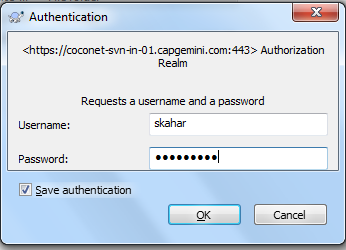 Authentication
<https://coconet-svn-in-01.capgemini.com:443> Authorization
Realm
Requests a username and a password
Username: skahar
Password: ●●●●●●●●●
Save authentication
OK Cancel